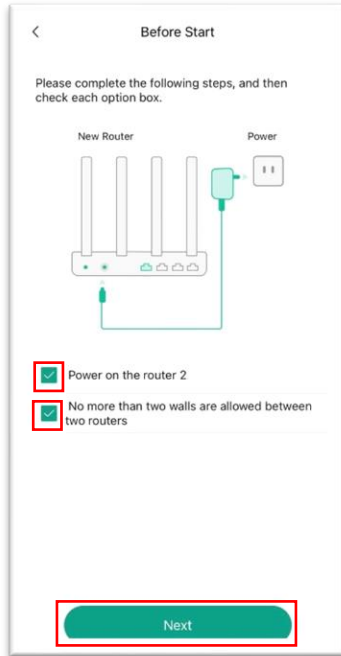 Before Start
Please complete the following steps, and then
check each option box.
New Router
Power
Power on the router 2
No more than two walls are allowed between
two routers
Next